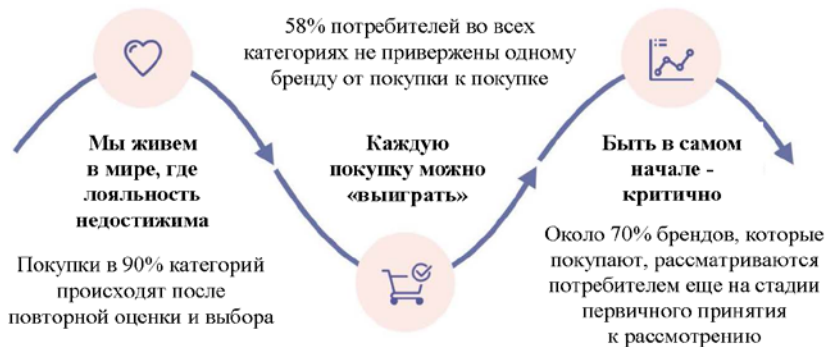 58% потребителей во всех
категориях не привержены одному
бренду от покупки к покупке
Мы живем
в мире, где
лояльность
недостижима
Покупки в 90% категорий
происходят после
повторной оценки и выбора
Каждую
покупку можно
«выиграть»
Быть в самом
начале -
критично
Около 70% брендов, которые
покупают, рассматриваются
потребителем еще на стадии
первичного принятия
к рассмотрению